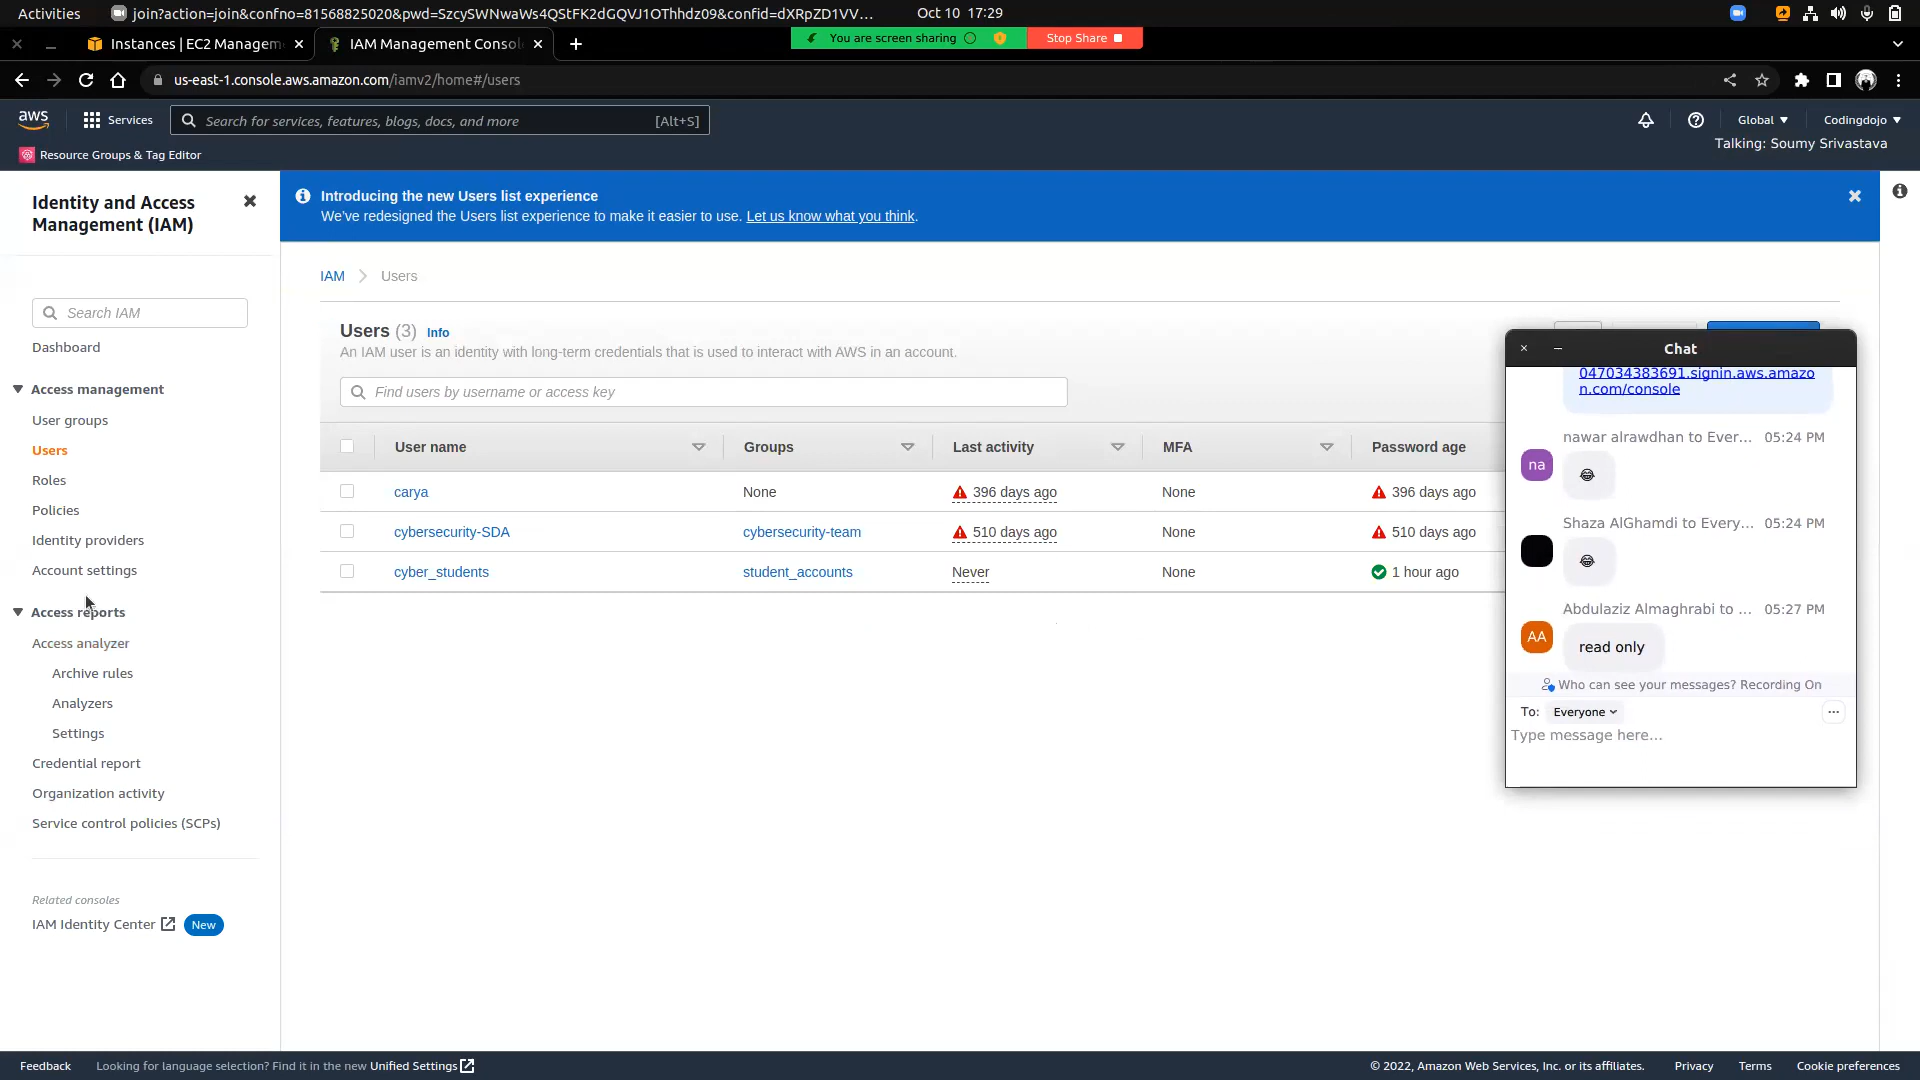 Activities
join?action=join&confno=81568825020&pwd=SzcySWNwaWs4QStFK2dGQVJ1OThhdz09&confid=dXRpZD1VV...
Oct 10 17:29
Instances | EC2 Managem
IAM Management Conso
You are screen sharing
Stop Share
us-east-1.console.aws.amazon.com/iamv2/home#/users
aws
Services
Search for services, features, blogs, docs, and more
[Alt+S]
Global
Codingdojo
Resource Groups & Tag Editor
Talking: Soumy Srivastava
Identity and Access
Management (IAM)
Search IAM
Dashboard
Access management
User groups
Users
Roles
Policies
Identity providers
Account settings
Access reports
Access analyzer
Archive rules
Analyzers
Settings
Credential report
Organization activity
Service control policies (SCPs)
Related consoles
IAM Identity Center
New
Introducing the new Users list experience
We've redesigned the Users list experience to make it easier to use. Let us know what you think.
IAM
Users
Users (3) Info
An IAM user is an identity with long-term credentials that is used to interact with AWS in an account.
Find users by username or access key
User name
Groups
Last activity
MFA
Password age
carya
None
396 days ago
None
396 days ago
cybersecurity-SDA
cybersecurity-team
510 days ago
None
510 days ago
cyber_students
student_accounts
Never
None
1 hour ago
Chat
047034383691.signin.aws.amazo
n.com/console
nawar alrawdhan to Ever... 05:24 PM
na
Shaza AlGhamdi to Every... 05:24 PM
Abdulaziz Almaghrabi to ... 05:27 PM
AA
read only
Who can see your messages? Recording On
To: Everyone
Type message here...
Feedback
Looking for language selection? Find it in the new Unified Settings
© 2022, Amazon Web Services, Inc. or its affiliates.
Privacy
Terms
Cookie preferences